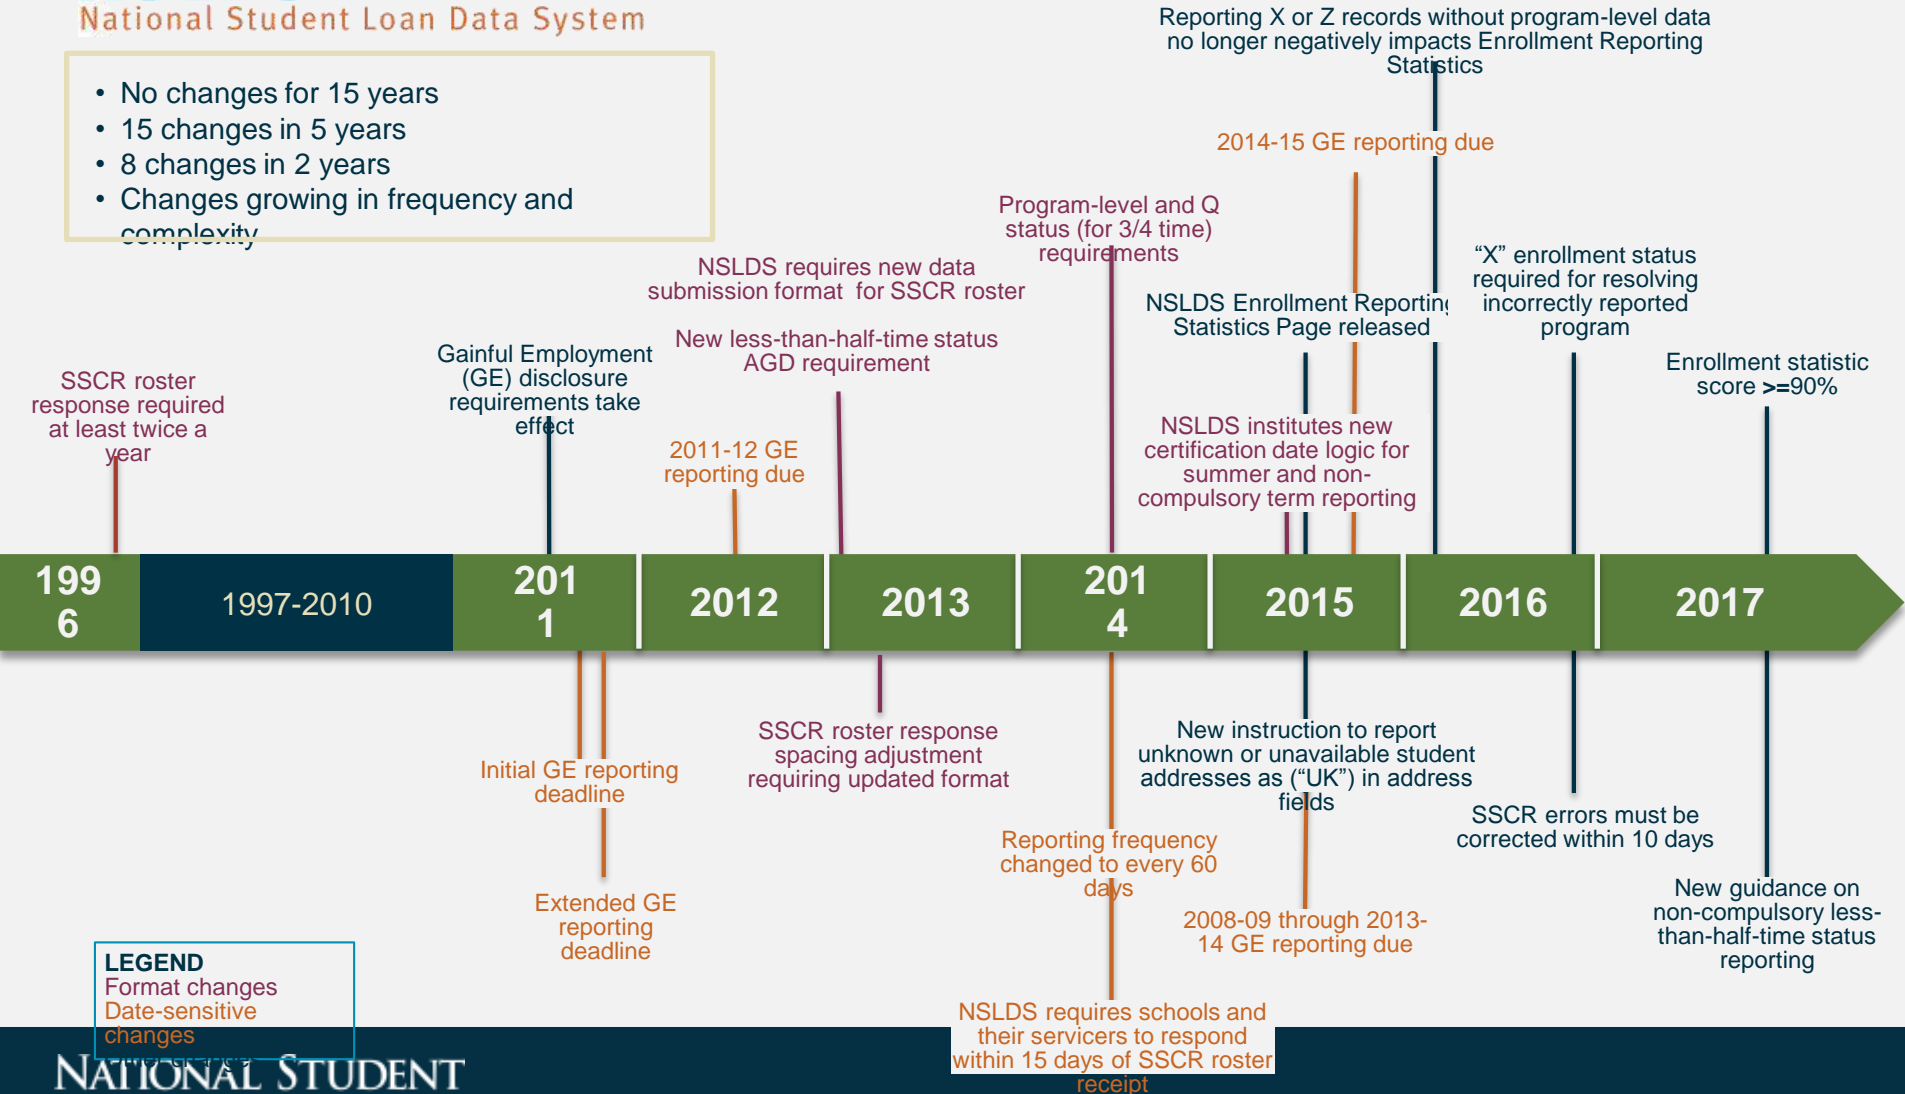 National Student Loan Data System
• No changes for 15 years
• 15 changes in 5 years
• 8 changes in 2 years
• Changes growing in frequency and
complexity
Reporting X or Z records without program-level data
no longer negatively impacts Enrollment Reporting
Statistics
2014-15 GE reporting due
Program-level and Q
status (for 3/4 time)
requirements
"X" enrollment status
required for resolving
incorrectly reported
program
NSLDS requires new data
submission format for SSCR roster
New less-than-half-time status
AGD requirement
NSLDS Enrollment Reporting
Statistics Page released
Gainful Employment
(GE) disclosure
requirements take
effect
Enrollment statistic
score >=90%
SSCR roster
response required
at least twice a
year
2011-12 GE
reporting due
NSLDS institutes new
certification date logic for
summer and non-
compulsory term reporting
199
6
1997-2010
201
1
2012
2013
201
4
2015
2016
2017
Initial GE reporting
deadline
Extended GE
reporting
deadline
SSCR roster response
spacing adjustment
requiring updated format
Reporting frequency
changed to every 60
days
NSLDS requires schools and
their servicers to respond
within 15 days of SSCR roster
receipt
New instruction to report
unknown or unavailable student
addresses as ("UK") in address
fields
2008-09 through 2013-
14 GE reporting due
SSCR errors must be
corrected within 10 days
New guidance on
non-compulsory less-
than-half-time status
reporting
LEGEND
Format changes
Date-sensitive
changes
NATIONAL STUDENT